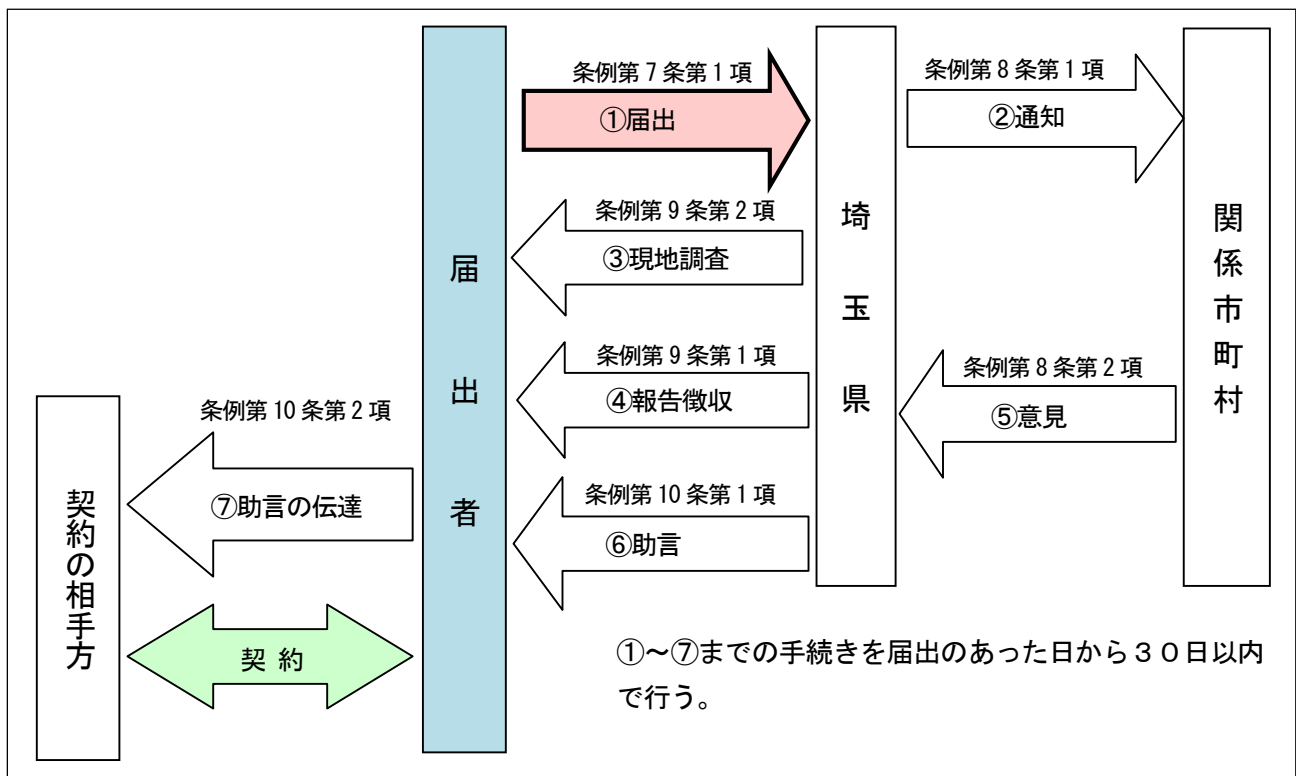 条例第7条第1項
①届出
条例第8条第1項
②通知
条例第9条第2項
③現地調査
条例第9条第1項
④報告徴収
条例第8条第2項
⑤意見
条例第10条第1項
⑥助言
条例第10条第2項
⑦助言の伝達
契約
契約の相手方
届出者
埼玉県
関係市町村
①~⑦までの手続きを届出のあった日から30日以内
で行う。